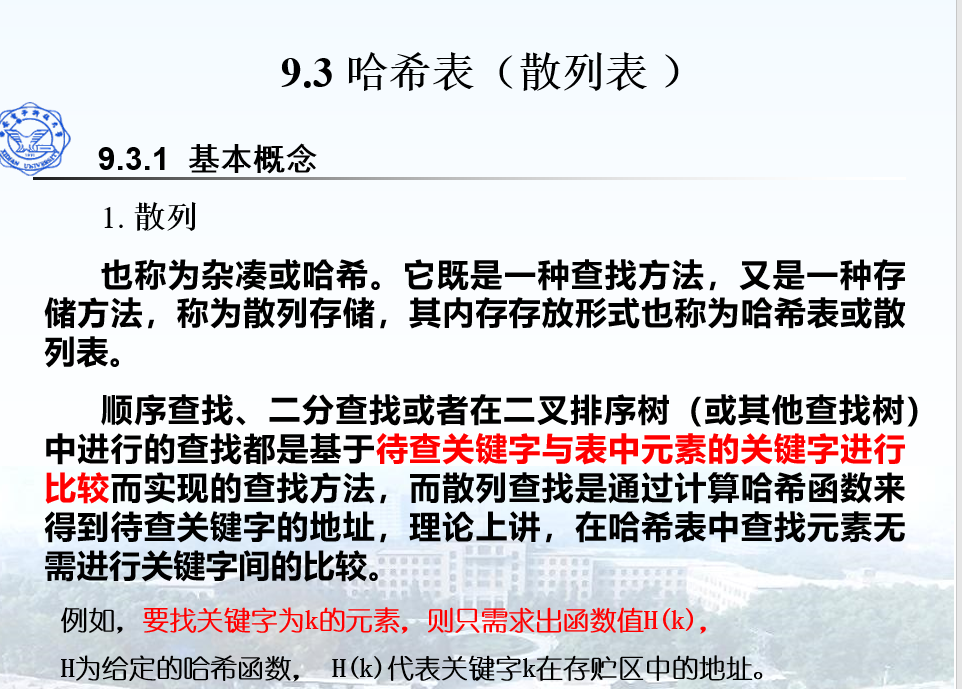 9.3 哈希表（散列表 ）
9.3.1 基本概念
1. 散列
也称为杂凑或哈希。它既是一种查找方法，又是一种存
储方法，称为散列存储，其内存存放形式也称为哈希表或散
列表。
顺序查找、二分查找或者在二叉排序树（或其他查找树）
中进行的查找都是基于待查关键字与表中元素的关键字进行
比较而实现的查找方法，而散列查找是通过计算哈希函数来
得到待查关键字的地址，理论上讲，在哈希表中查找元素无
需进行关键字间的比较。
例如，要找关键字为k的元素，则只需求出函数值H(k)，
H为给定的哈希函数， H(k)代表关键字k在存贮区中的地址。